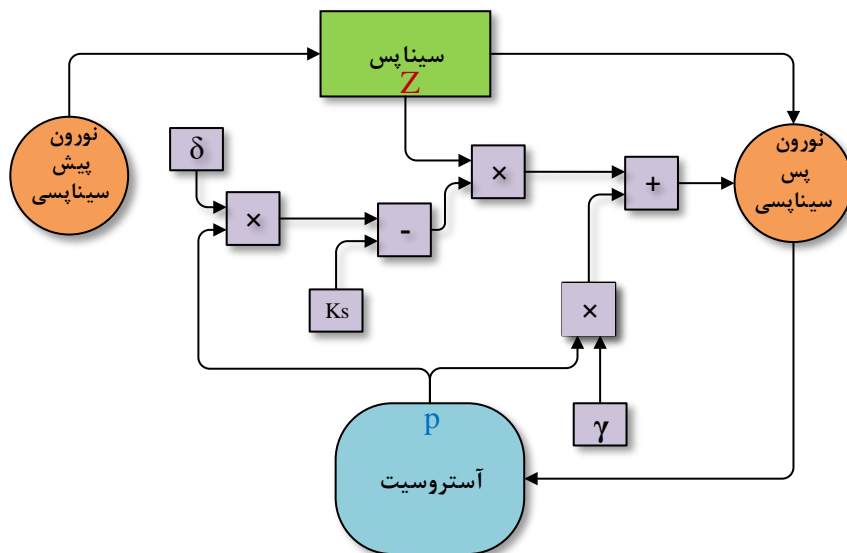 سیناپس
Z
نورون
پیش
سیناپسی
δ
×
Ks
-
×
+
نورون
پس
سیناپسی
×
γ
p
آستروسیت